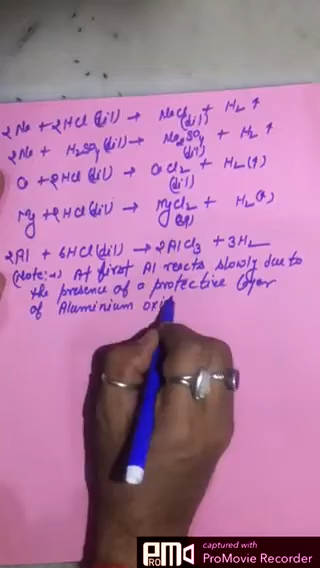 2Na + 2HCl (dil) → NaCl + H₂ ↑
(dil)
2Na + H₂SO₄ (dil) → Na₂SO₄ + H₂ ↑
(dil)
Ca + 2HCl (dil) → CaCl₂ + H₂ (↑)
(dil)
Mg + 2HCl (dil) → MgCl₂ + H₂ (↑)
2Al + 6HCl (dil) → 2AlCl₃ + 3H₂
(Note:→) At first Al reacts slowly due to
the presence of a protective layer
of Aluminium oxi
captured with
PRO M ProMovie Recorder